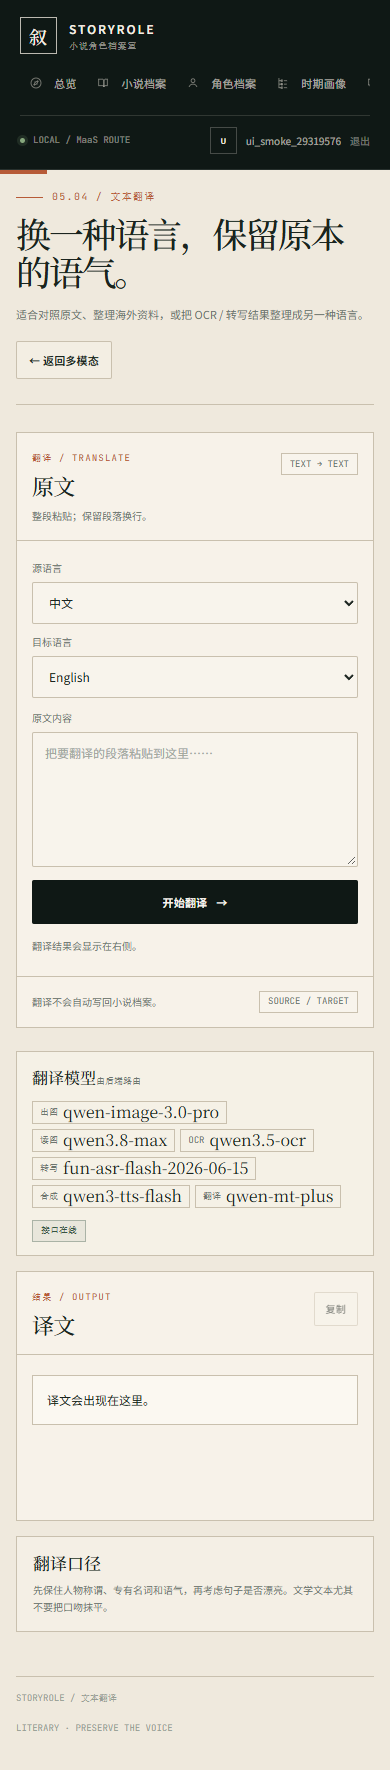 叙
STORYROLE
小说角色档案室
总览 小说档案 角色档案 时期画像
LOCAL / MaaS ROUTE
U ui_smoke_29319576 退出
05.04 / 文本翻译
换一种语言，保留原本
的语气。
适合对照原文、整理海外资料，或把 OCR / 转写结果整理成另一种语言。
← 返回多模态
翻译 / TRANSLATE
TEXT → TEXT
原文
整段粘贴；保留段落换行。
源语言
中文
目标语言
English
原文内容
把要翻译的段落粘贴到这里……
开始翻译 →
翻译结果会显示在右侧。
翻译不会自动写回小说档案。
SOURCE / TARGET
翻译模型由后端路由
出图 qwen-image-3.0-pro
读图 qwen3.8-max OCR qwen3.5-ocr
转写 fun-asr-flash-2026-06-15
合成 qwen3-tts-flash 翻译 qwen-mt-plus
接口在线
结果 / OUTPUT
复制
译文
译文会出现在这里。
翻译口径
先保住人物称谓、专有名词和语气，再考虑句子是否漂亮。文学文本尤其
不要把口吻抹平。
STORYROLE / 文本翻译
LITERARY · PRESERVE THE VOICE